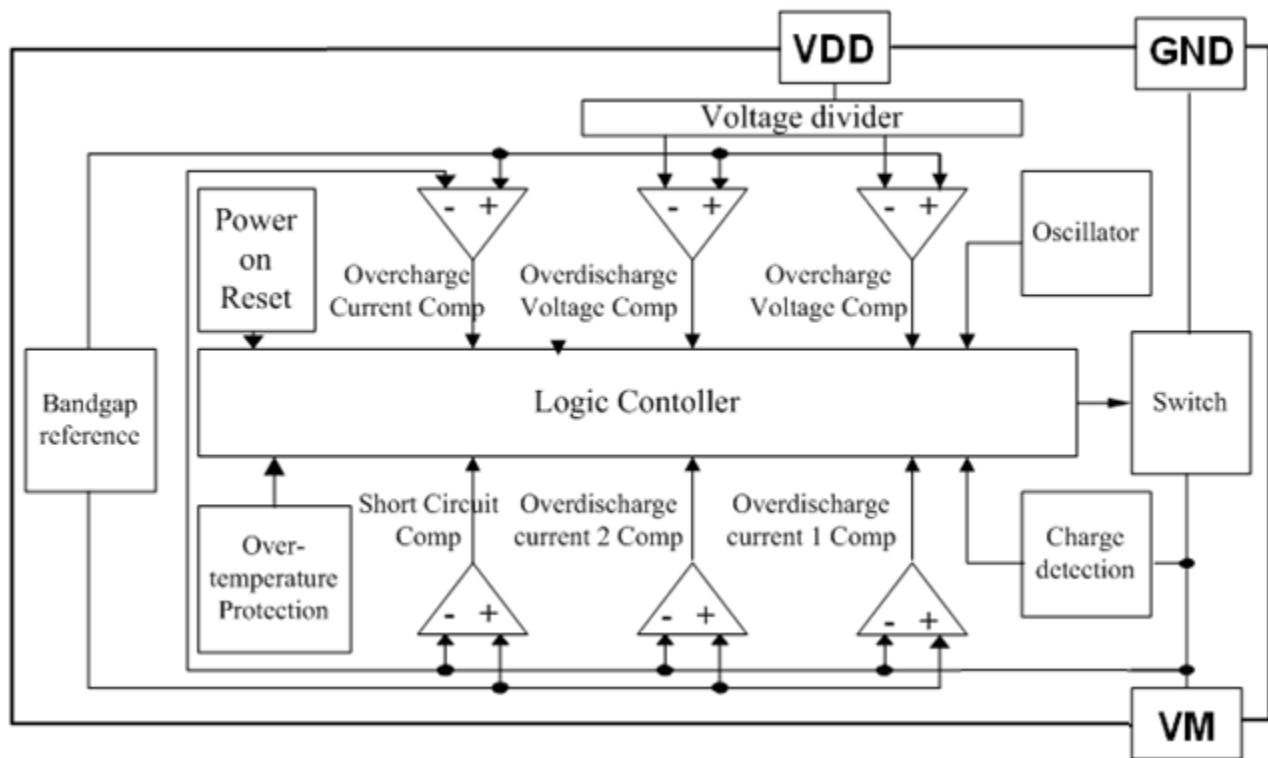 VDD
GND
Voltage divider
- +
- +
- +
Power
on
Reset
Oscillator
Overcharge
Current Comp
Overdischarge
Voltage Comp
Overcharge
Voltage Comp
Bandgap
reference
Logic Contoller
Switch
Short Circuit
Comp
Overdischarge
current 2 Comp
Overdischarge
current 1 Comp
Over-
temperature
Protection
Charge
detection
- +
- +
- +
VM